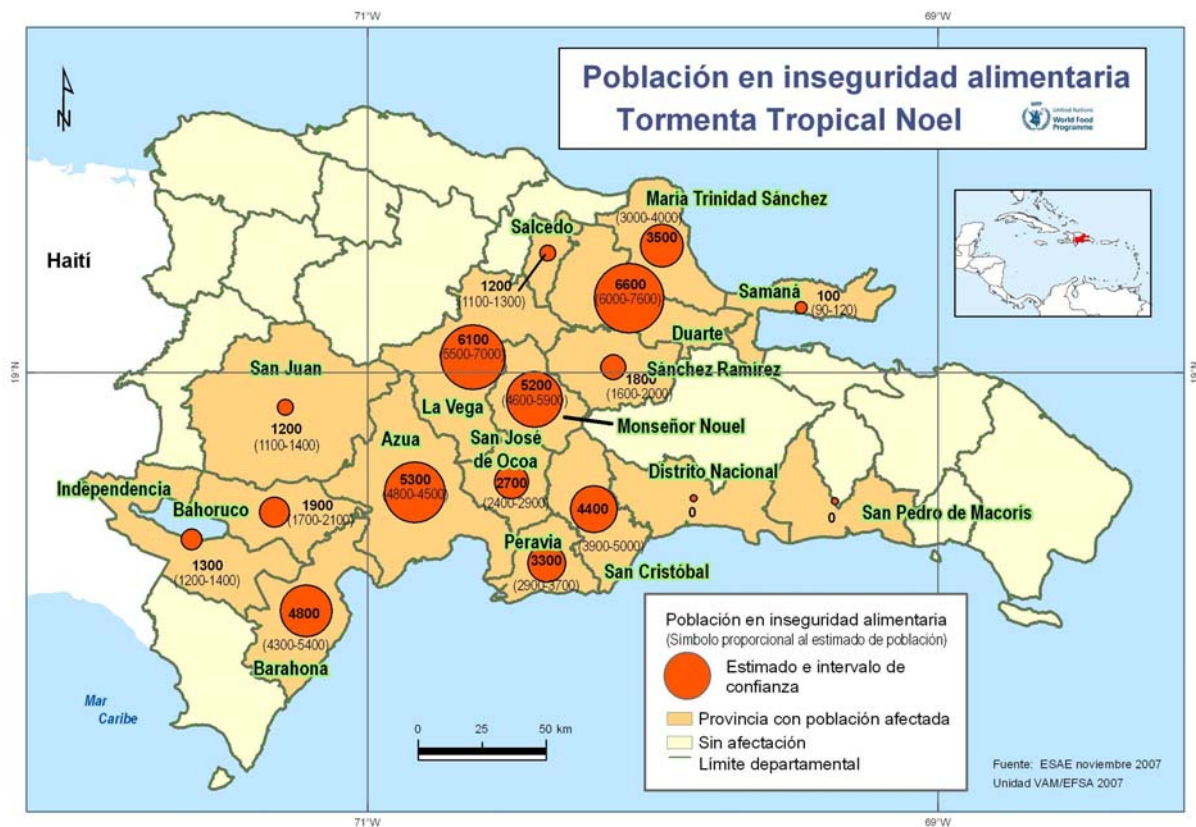 71°W
69°W
Población en inseguridad alimentaria
Tormenta Tropical Noel
United Nations
World Food
Programme
N
Haití
María Trinidad Sánchez
(3000-4000)
3500
Salcedo
1200
(1100-1300)
6600
(6000-7600)
Samaná
100
(90-120)
Duarte
19°N
19°N
6100
5500-7000)
San Juan
Sánchez Ramírez
1800
(1600-2000)
5200
(4600-5900)
La Vega
Monseñor Nouel
1200
(1100-1400)
Azua
San José
de Ocoa
Distrito Nacional
5300
(4800-4500)
2700
(2400-2900)
Independencia
Bahoruco
1900
(1700-2100)
4400
(3900-5000)
0
0
San Pedro de Macorís
Peravia
3300
(2900-3700)
San Cristóbal
1300
(1200-1400)
4800
(4300-5400)
Barahona
Mar
Caribe
0 25 50 km
Población en inseguridad alimentaria
(Símbolo proporcional al estimado de población)
Estimado e intervalo de
confianza
Provincia con población afectada
Sin afectación
Límite departamental
Fuente: ESAE noviembre 2007
Unidad VAM/EFSA 2007
71°W
69°W